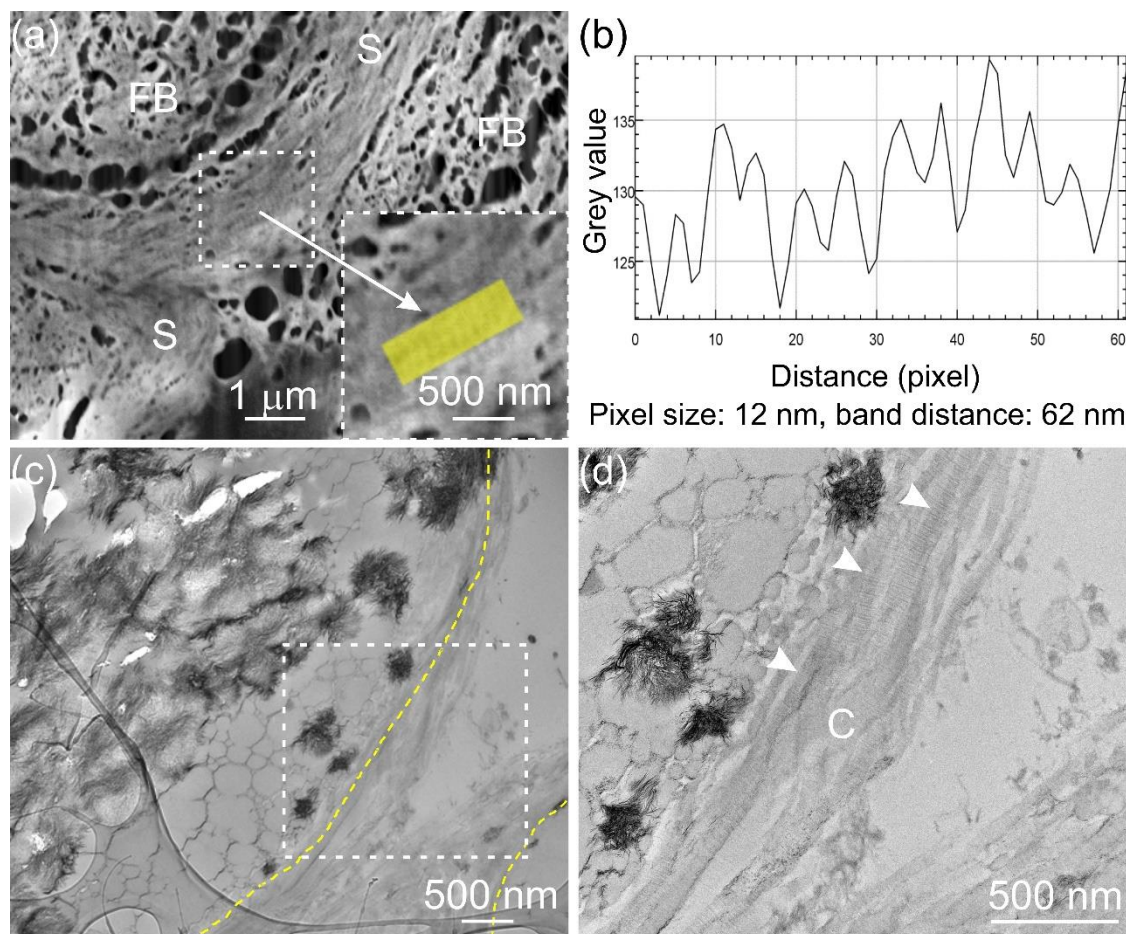 (a)
S
FB
FB
S
1 μm
500 nm
(b)
Grey value
135
130
125
0 10 20 30 40 50 60
Distance (pixel)
Pixel size: 12 nm, band distance: 62 nm
(c)
500 nm
(d)
C
500 nm